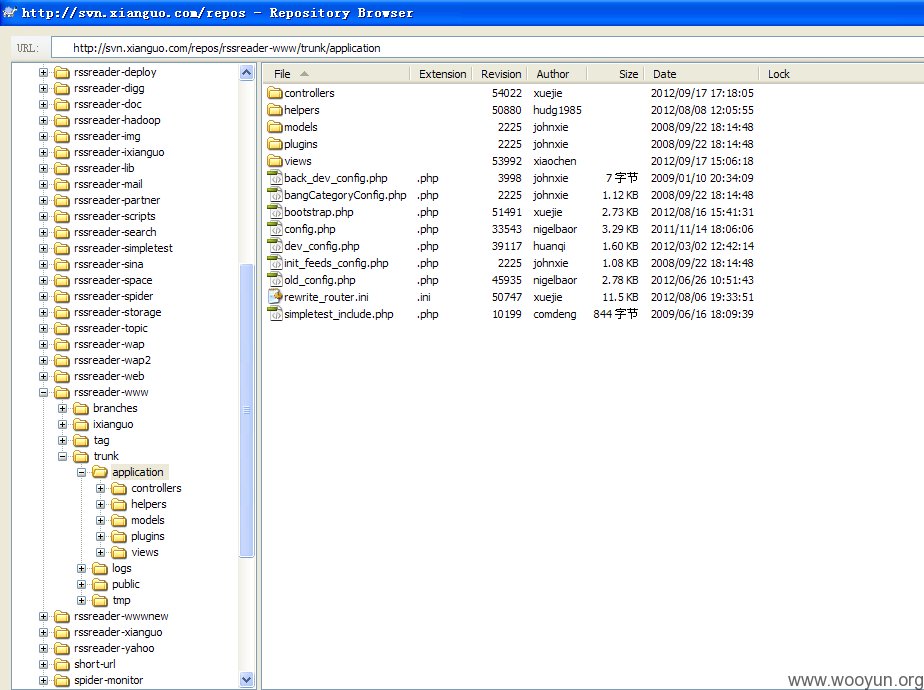 http://svn.xianguo.com/repos - Repository Browser
URL: http://svn.xianguo.com/repos/rssreader-www/trunk/application
rssreader-deploy
rssreader-digg
rssreader-doc
rssreader-hadoop
rssreader-img
rssreader-ixianguo
rssreader-lib
rssreader-mail
rssreader-partner
rssreader-scripts
rssreader-search
rssreader-simpletest
rssreader-sina
rssreader-space
rssreader-spider
rssreader-storage
rssreader-topic
rssreader-wap
rssreader-wap2
rssreader-web
rssreader-www
branches
ixianguo
tag
trunk
application
controllers
helpers
models
plugins
views
logs
public
tmp
rssreader-wwwnew
rssreader-xianguo
rssreader-yahoo
short-url
spider-monitor
File Extension Revision Author Size Date Lock
controllers 54022 xuejie 2012/09/17 17:18:05
helpers 50880 hudg1985 2012/08/08 12:05:55
models 2225 johnxie 2008/09/22 18:14:48
plugins 2225 johnxie 2008/09/22 18:14:48
views 53992 xiaochen 2012/09/17 15:06:18
back_dev_config.php .php 3998 johnxie 7 字节 2009/01/10 20:34:09
bangCategoryConfig.php .php 2225 johnxie 1.12 KB 2008/09/22 18:14:48
bootstrap.php .php 51491 xuejie 2.73 KB 2012/08/16 15:41:31
config.php .php 33543 nigelbaor 3.29 KB 2011/11/14 18:06:06
dev_config.php .php 39117 huanqi 1.60 KB 2012/03/02 12:42:14
init_feeds_config.php .php 2225 johnxie 1.08 KB 2008/09/22 18:14:48
old_config.php .php 45935 nigelbaor 2.78 KB 2012/06/26 10:51:43
rewrite_router.ini .ini 50747 xuejie 11.5 KB 2012/08/06 19:33:51
simpletest_include.php .php 10199 comdeng 844 字节 2009/06/16 18:09:39
www.wooyun.org